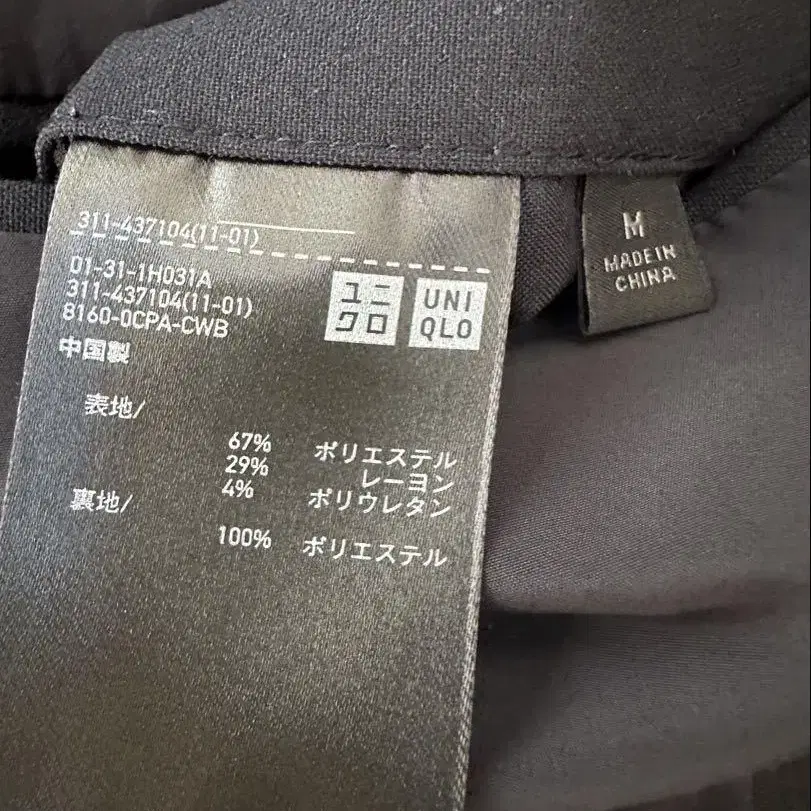 311-437104(11-01)
01-31-1H031A
311-437104(11-01)
8160-0CPA-CWB
中国製
ユニ
クロ
UNI
QLO
M
MADE IN
CHINA
表地/
67% ポリエステル
29% レーヨン
4% ポリウレタン
裏地/
100% ポリエステル